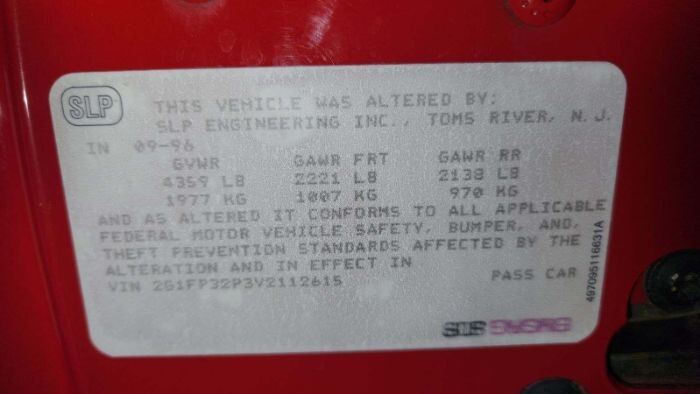 SLP
THIS VEHICLE WAS ALTERED BY:
SLP ENGINEERING INC., TOMS RIVER, N.J.
IN 09-96
GVWR GAWR FRT GAWR RR
4359 LB 2221 LB 2138 LB
1977 KG 1007 KG 970 KG
AND AS ALTERED IT CONFORMS TO ALL APPLICABLE
FEDERAL MOTOR VEHICLE SAFETY, BUMPER, AND,
THEFT PREVENTION STANDARDS AFFECTED BY THE
ALTERATION AND IN EFFECT IN
VIN 2G1FP32P3V2112615 PASS CAR
497095116631A